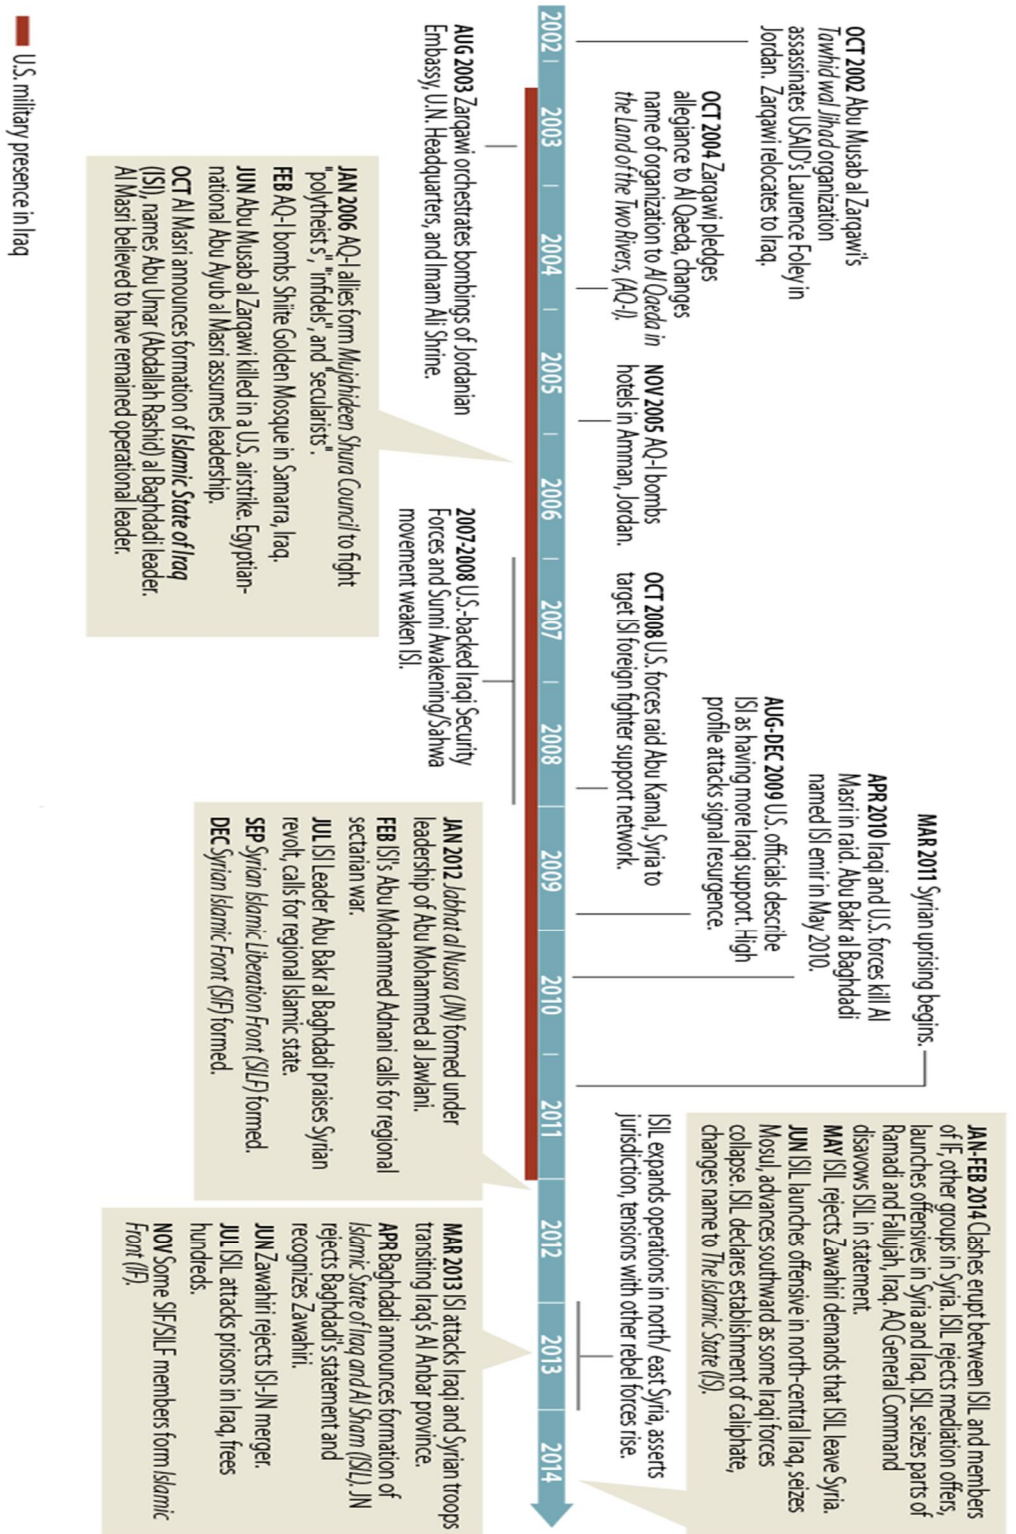 OCT 2002 Abu Musab al Zarqawi's
Tawhid wal Jihad organization
assassinates USAID's Laurence Foley in
Jordan. Zarqawi relocates to Iraq.
OCT 2004 Zarqawi pledges
allegiance to Al Qaeda, changes
name of organization to Al Qaeda in
the Land of the Two Rivers, (AQ-I).
NOV 2005 AQ-I bombs
hotels in Amman, Jordan.
OCT 2008 U.S. forces raid Abu Kamal, Syria to
target ISI foreign fighter support network.
AUG-DEC 2009 U.S. officials describe
ISI as having more Iraqi support. High
profile attacks signal resurgence.
APR 2010 Iraqi and U.S. forces kill Al
Masri in raid. Abu Bakr al Baghdadi
named ISI emir in May 2010.
MAR 2011 Syrian uprising begins.
JAN-FEB 2014 Clashes erupt between ISIL and members
of IF, other groups in Syria. ISIL rejects mediation offers,
launches offensives in Syria and Iraq. ISIL seizes parts of
Ramadi and Fallujah, Iraq. AQ General Command
disavows ISIL in statement.
MAY ISIL rejects Zawahiri demands that ISIL leave Syria.
JUN ISIL launches offensive in north-central Iraq, seizes
Mosul, advances southward as some Iraqi forces
collapse. ISIL declares establishment of caliphate,
changes name to The Islamic State (IS).
ISIL expands operations in north/ east Syria, asserts
jurisdiction, tensions with other rebel forces rise.
2002 2003 2004 2005 2006 2007 2008 2009 2010 2011 2012 2013 2014
AUG 2003 Zarqawi orchestrates bombings of Jordanian
Embassy, U.N. Headquarters, and Imam Ali Shrine.
JAN 2006 AQ-I allies form Mujahideen Shura Council to fight
"polytheists", "infidels", and "secularists".
FEB AQ-I bombs Shiite Golden Mosque in Samarra, Iraq.
JUN Abu Musab al Zarqawi killed in a U.S. airstrike. Egyptian-
national Abu Ayub al Masri assumes leadership.
OCT Al Masri announces formation of Islamic State of Iraq
(ISI), names Abu Umar (Abdallah Rashid) al Baghdadi leader.
Al Masri believed to have remained operational leader.
2007-2008 U.S.-backed Iraqi Security
Forces and Sunni Awakening/Sahwa
movement weaken ISI.
JAN 2012 Jabhat al Nusra (JN) formed under
leadership of Abu Mohammed al Jawlani.
FEB ISI's Abu Mohammed Adnani calls for regional
sectarian war.
JUL ISI Leader Abu Bakr al Baghdadi praises Syrian
revolt, calls for regional Islamic state.
SEP Syrian Islamic Liberation Front (SILF) formed.
DEC Syrian Islamic Front (SIF) formed.
MAR 2013 ISI attacks Iraqi and Syrian troops
transiting Iraq's Al Anbar province.
APR Baghdadi announces formation of
Islamic State of Iraq and Al Sham (ISIL). JN
rejects Baghdadi's statement and
recognizes Zawahiri.
JUN Zawahiri rejects ISI-JN merger.
JUL ISIL attacks prisons in Iraq, frees
hundreds.
NOV Some SIF/SILF members form Islamic
Front (IF).
U.S. military presence in Iraq